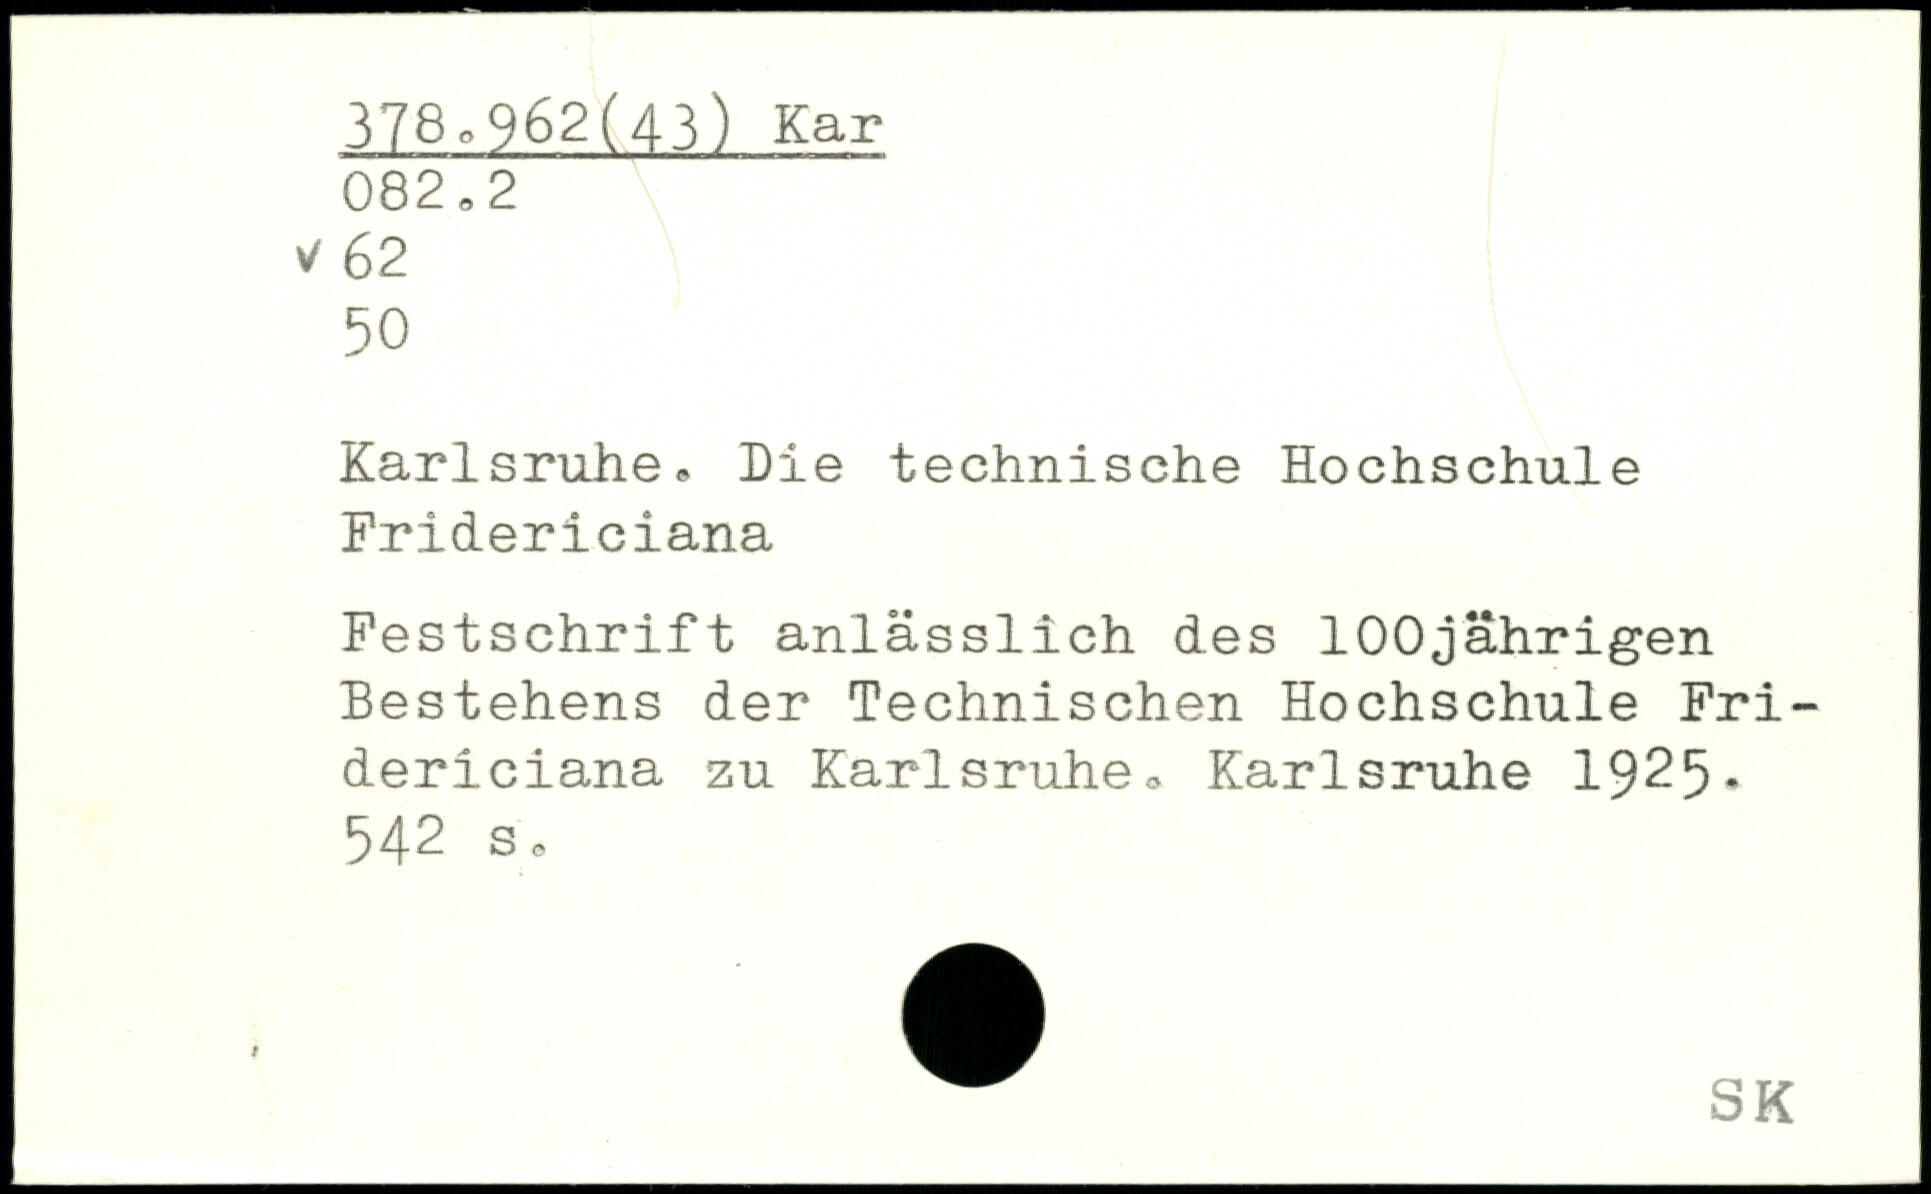 378.962(43) Kar
082.2
v 62
50
Karlsruhe. Die technische Hochschule
Fridericiana
Festschrift anlässlich des 100jährigen
Bestehens der Technischen Hochschule Fri-
dericiana zu Karlsruhe. Karlsruhe 1925.
542 s.
SK